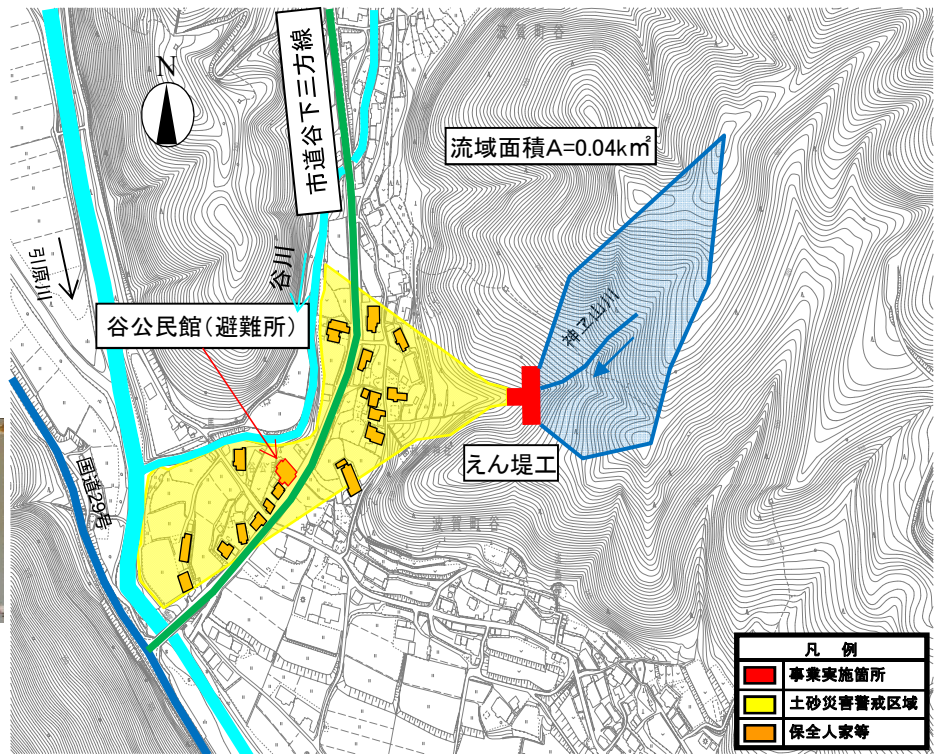 波賀町谷
N
市道谷下三方線
流域面積A=0.04km²
引原川
谷川
谷公民館(避難所)
神子山川
えん堤工
国道29号
波賀町谷
凡 例
事業実施箇所
土砂災害警戒区域
保全人家等